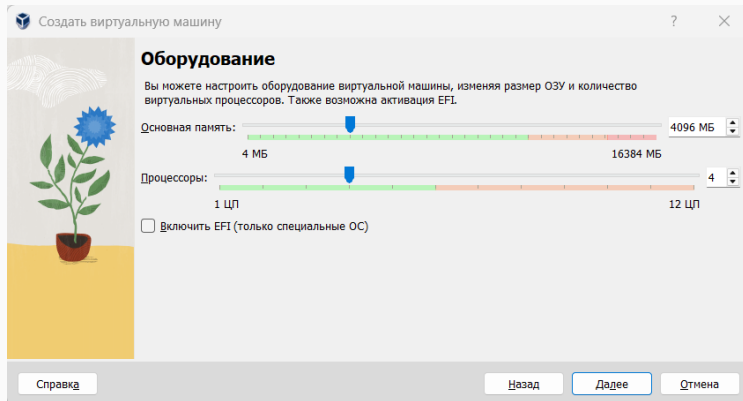 Создать виртуальную машину
?
Оборудование
Вы можете настроить оборудование виртуальной машины, изменяя размер ОЗУ и количество
виртуальных процессоров. Также возможна активация EFI.
Основная память:
4096 МБ
4 МБ
16384 МБ
Процессоры:
4
1 ЦП
12 ЦП
Включить EFI (только специальные ОС)
Справка
Назад
Далее
Отмена